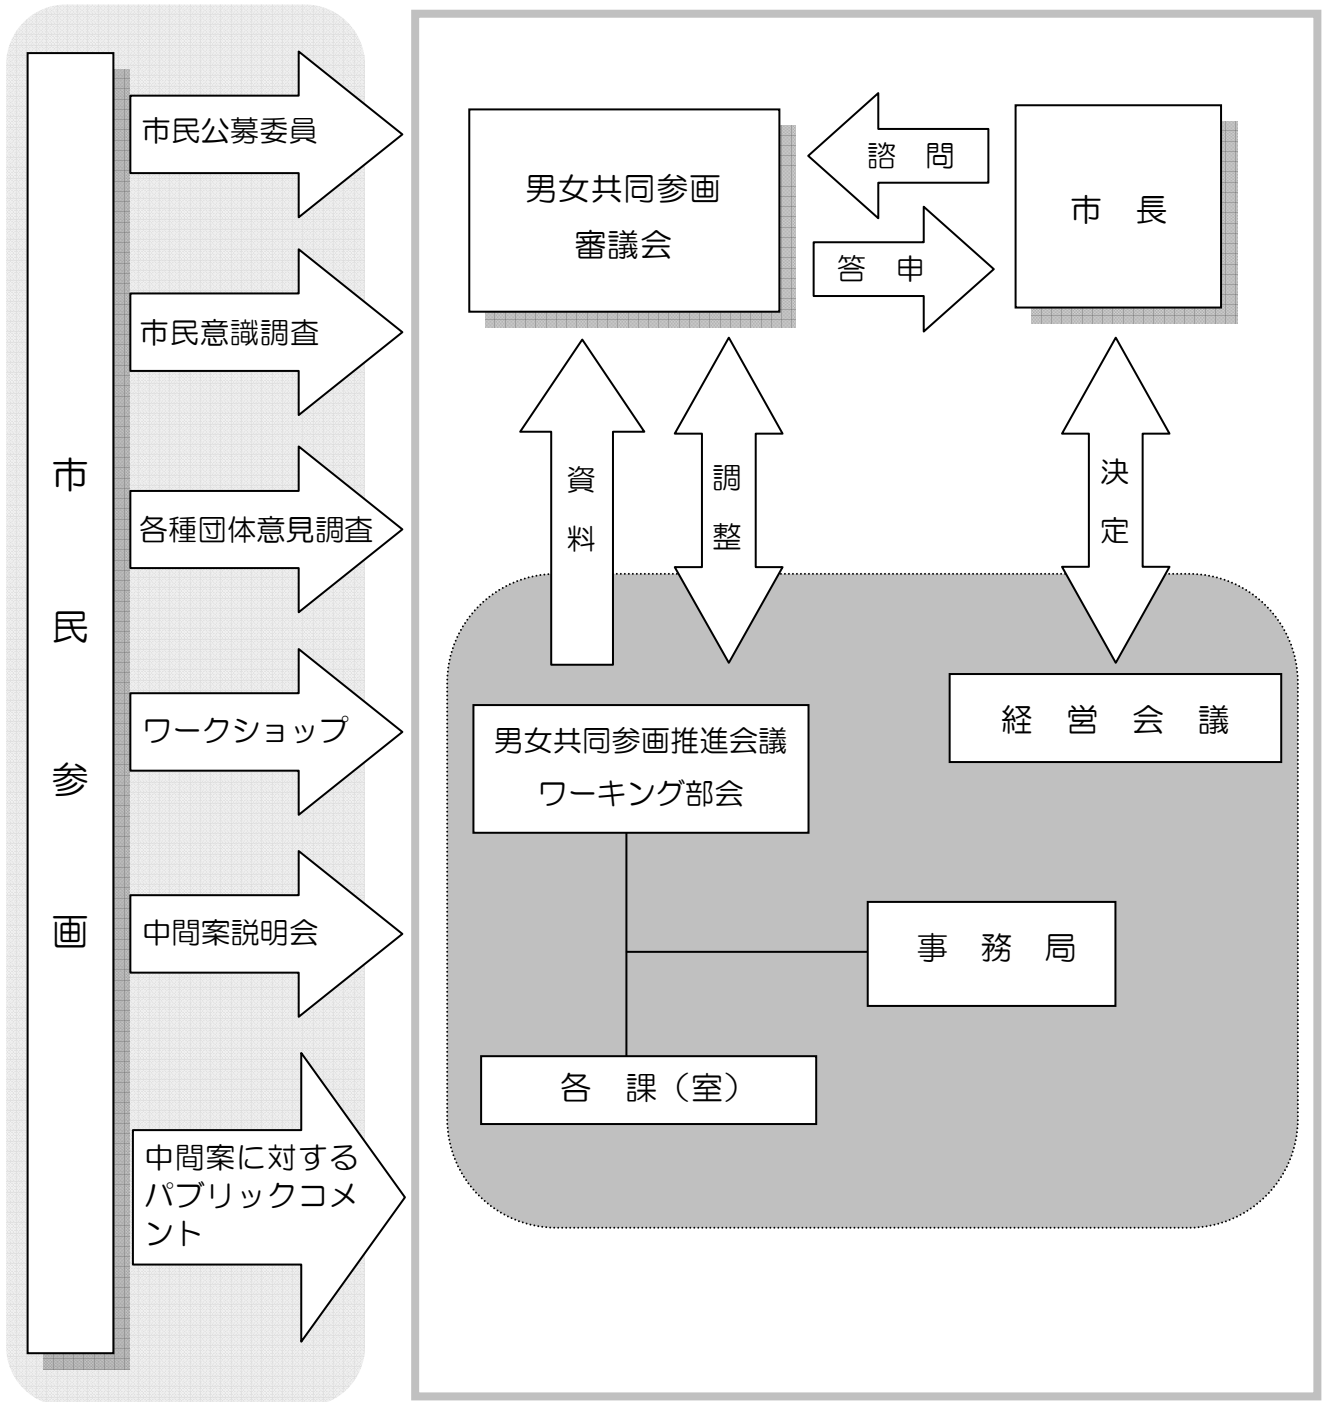 市民参画
市民公募委員
市民意識調査
各種団体意見調査
ワークショップ
中間案説明会
中間案に対する
パブリックコメ
ント
男女共同参画
審議会
諮 問
答 申
市 長
資料
調整
決定
男女共同参画推進会議
ワーキング部会
経 営 会 議
事 務 局
各 課（室）